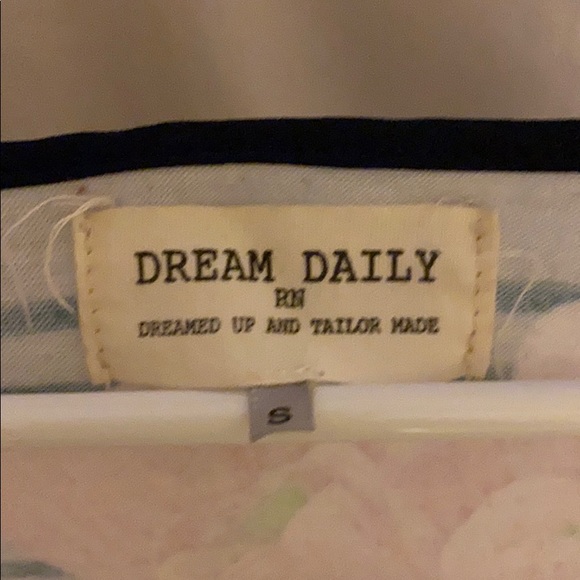 DREAM DAILY
RN
DREAMED UP AND TAILOR MADE
S